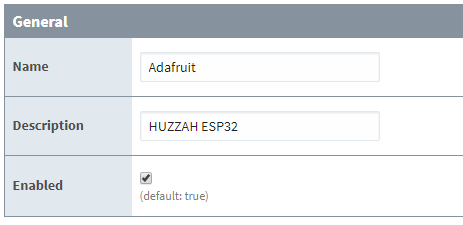 General
Name
Adafruit
Description
HUZZAH ESP32
Enabled
(default: true)